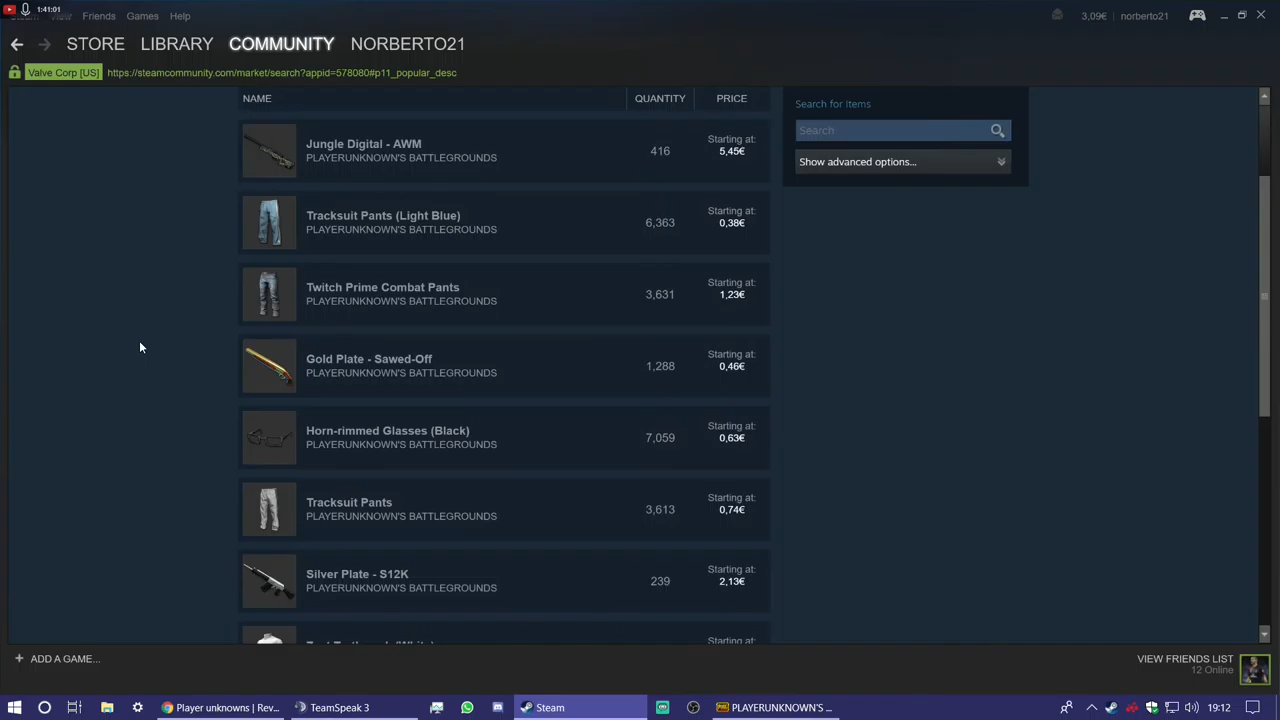 1:41:01
Steam View Friends Games Help
3,09€ norberto21
STORE LIBRARY COMMUNITY NORBERTO21
Valve Corp [US] https://steamcommunity.com/market/search?appid=578080#p11_popular_desc
NAME QUANTITY PRICE
Search for Items
Search
Show advanced options...
Jungle Digital - AWM
PLAYERUNKNOWN'S BATTLEGROUNDS
416
Starting at:
5,45€
Tracksuit Pants (Light Blue)
PLAYERUNKNOWN'S BATTLEGROUNDS
6,363
Starting at:
0,38€
Twitch Prime Combat Pants
PLAYERUNKNOWN'S BATTLEGROUNDS
3,631
Starting at:
1,23€
Gold Plate - Sawed-Off
PLAYERUNKNOWN'S BATTLEGROUNDS
1,288
Starting at:
0,46€
Horn-rimmed Glasses (Black)
PLAYERUNKNOWN'S BATTLEGROUNDS
7,059
Starting at:
0,63€
Tracksuit Pants
PLAYERUNKNOWN'S BATTLEGROUNDS
3,613
Starting at:
0,74€
Silver Plate - S12K
PLAYERUNKNOWN'S BATTLEGROUNDS
239
Starting at:
2,13€
Starting at:
+ ADD A GAME...
VIEW FRIENDS LIST
12 Online
Player unknowns | Rev... TeamSpeak 3 Steam PLAYERUNKNOWN'S ... 19:12